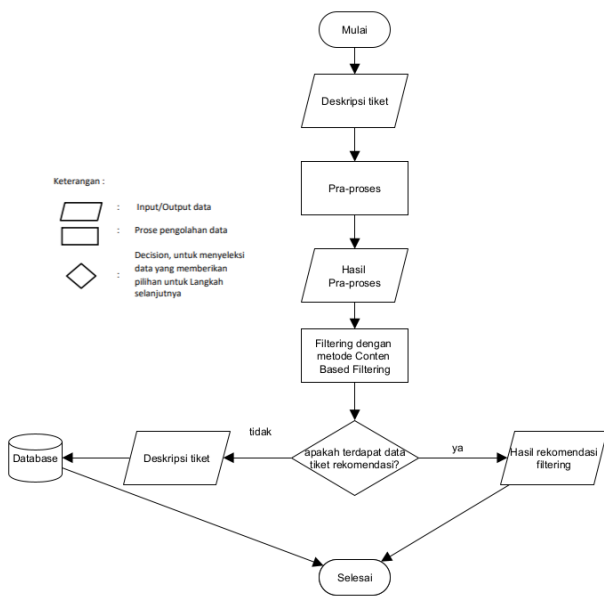 Mulai
Deskripsi tiket
Pra-proses
Keterangan :
: Input/Output data
: Prose pengolahan data
Decision, untuk menyeleksi
data yang memberikan
: pilihan untuk Langkah
selanjutnya
Hasil
Pra-proses
Filtering dengan
metode Conten
Based Filtering
apakah terdapat data
tiket rekomendasi?
tidak
ya
Deskripsi tiket
Database
Hasil rekomendasi
filtering
Selesai